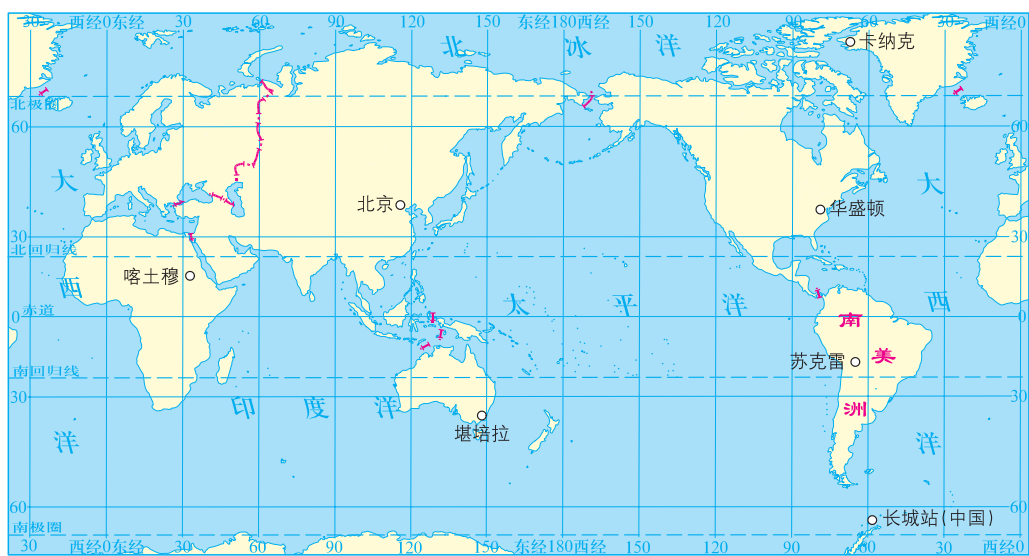 30 西经0东经 30 60 90 120 150 东经180西经 150 120 90 60 30 西经0
北 冰 洋
卡纳克
北极圈
60 60
大 大
北京 华盛顿
30 30
北回归线
喀土穆
西 太 平 洋 西
0 赤道 0
南
美
洲
苏克雷
南回归线
30 30
印 度 洋
堪培拉
洋 洋
60 60
长城站(中国)
南极圈
30 西经0东经 30 60 90 120 150 东经180西经 150 120 90 60 30 西经0